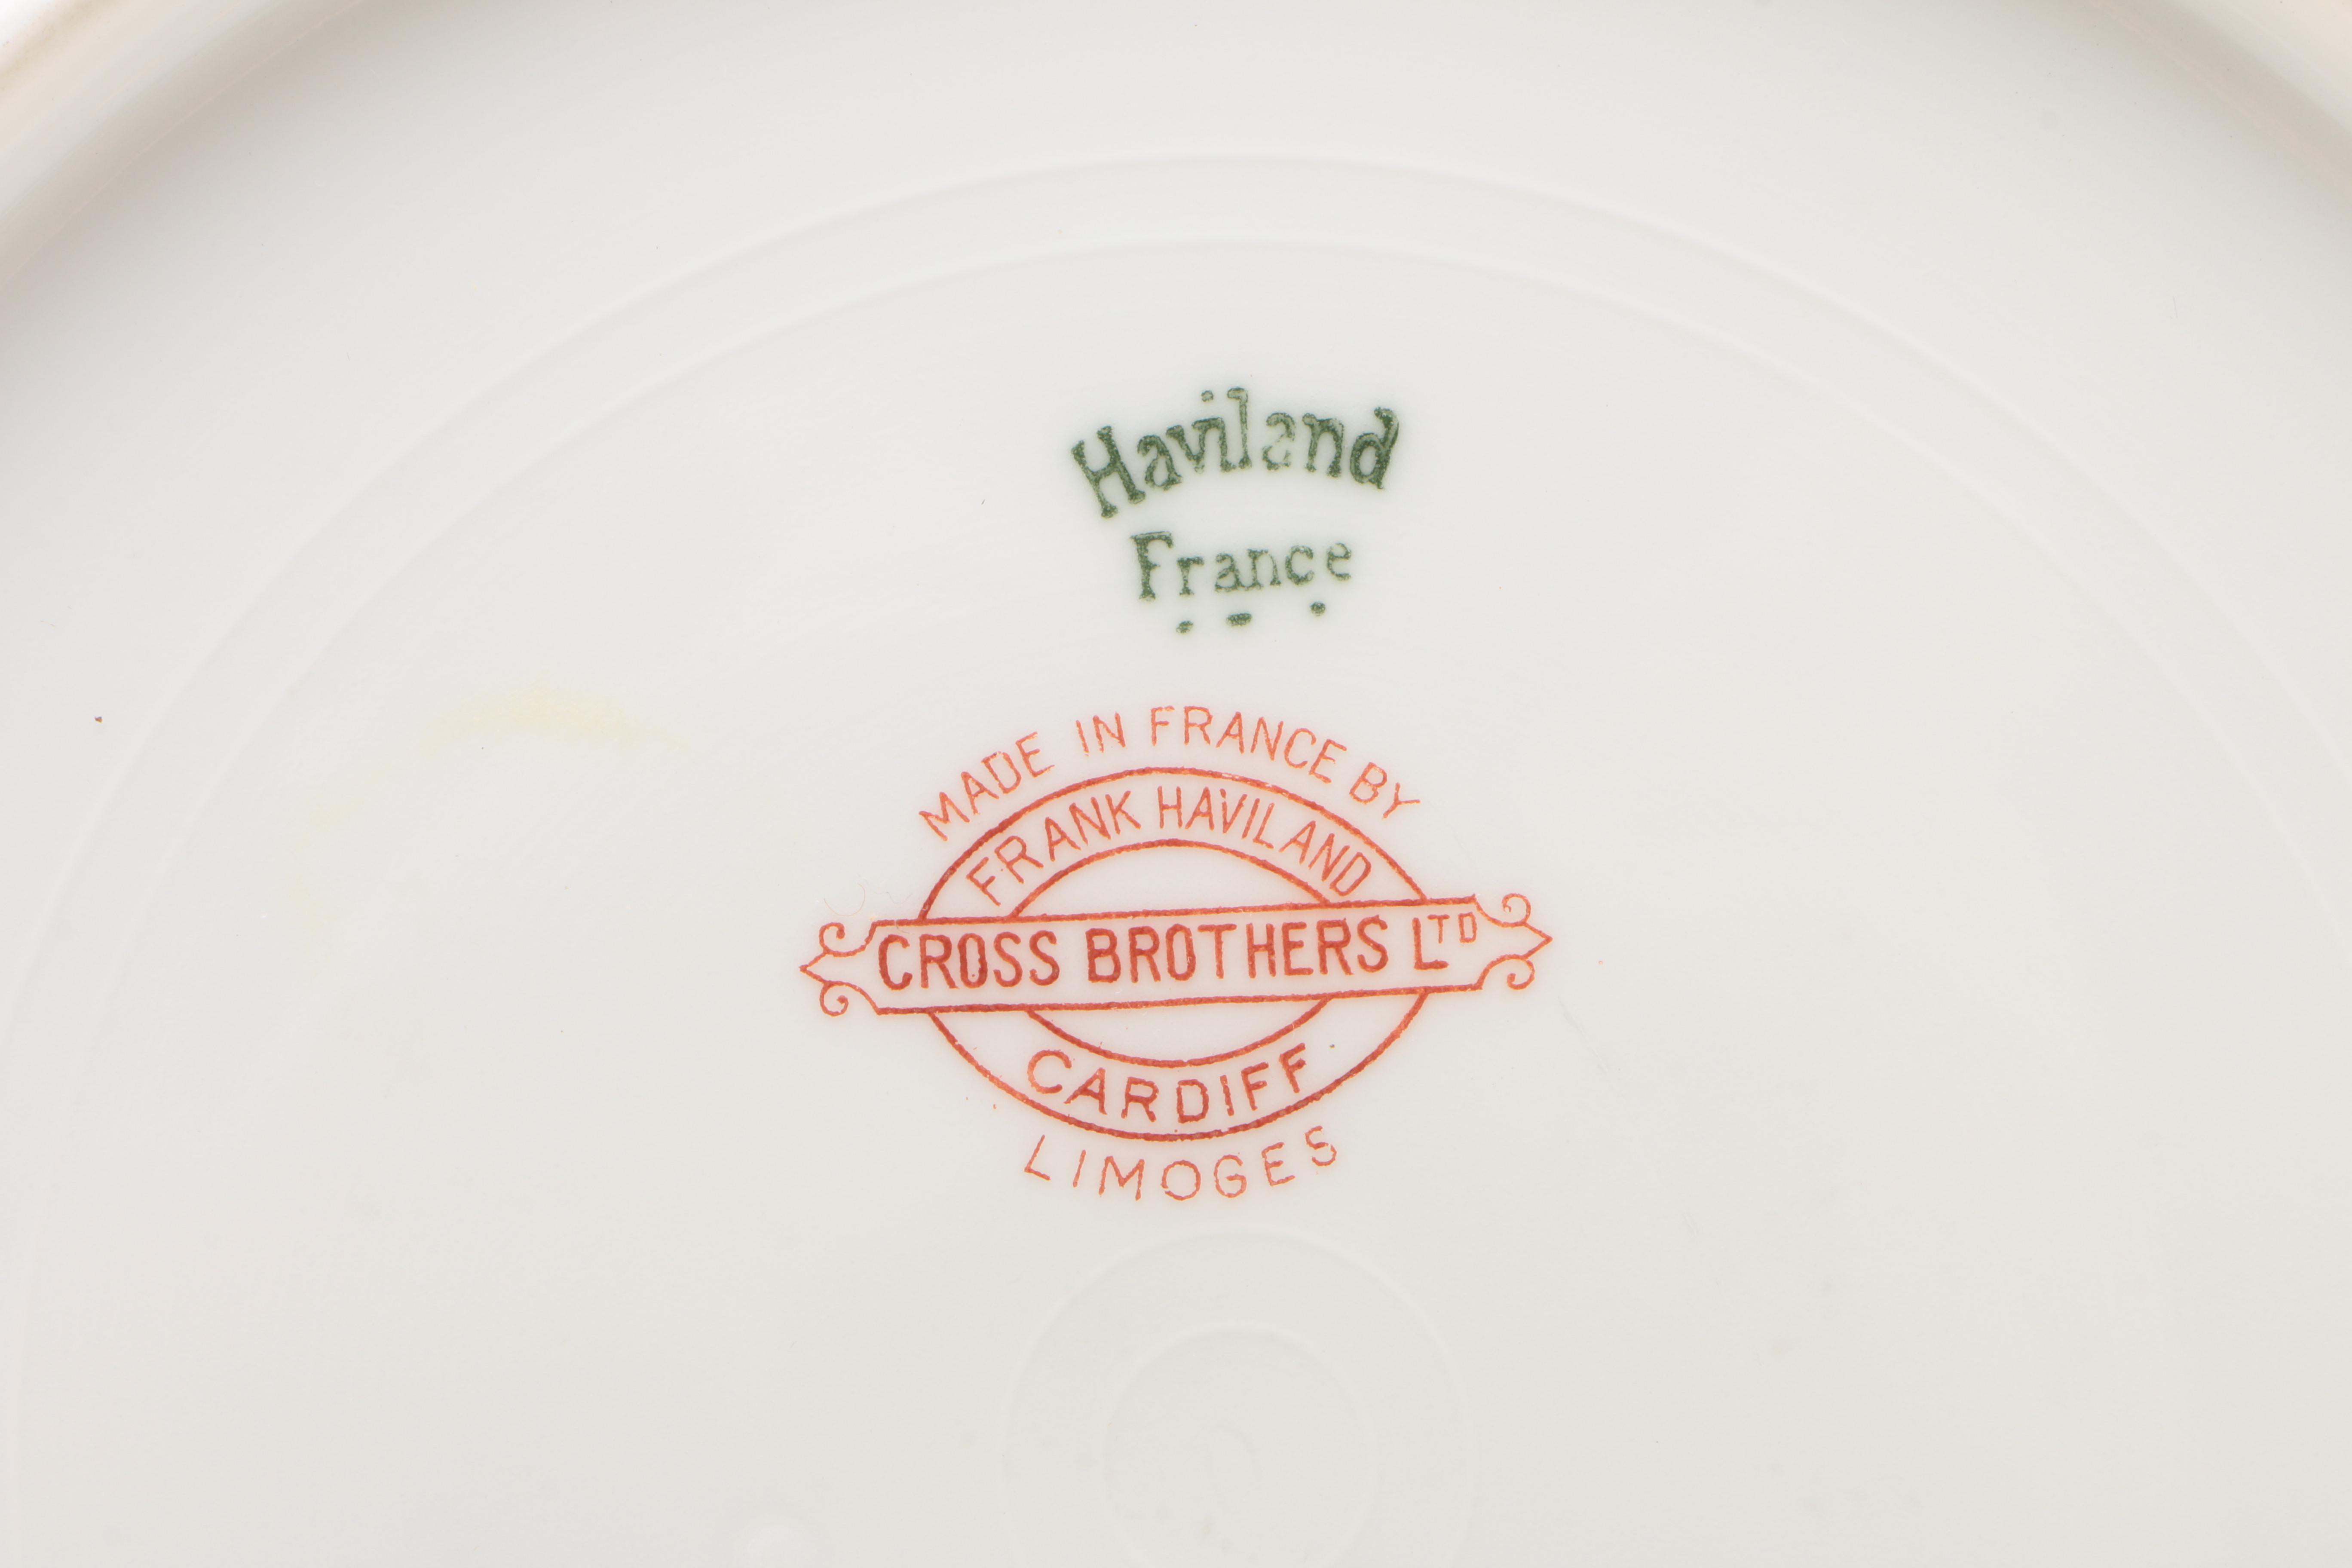 Haviland
France
MADE IN FRANCE BY
FRANK HAVILAND
CROSS BROTHERS LTD
CARDIFF
LIMOGES